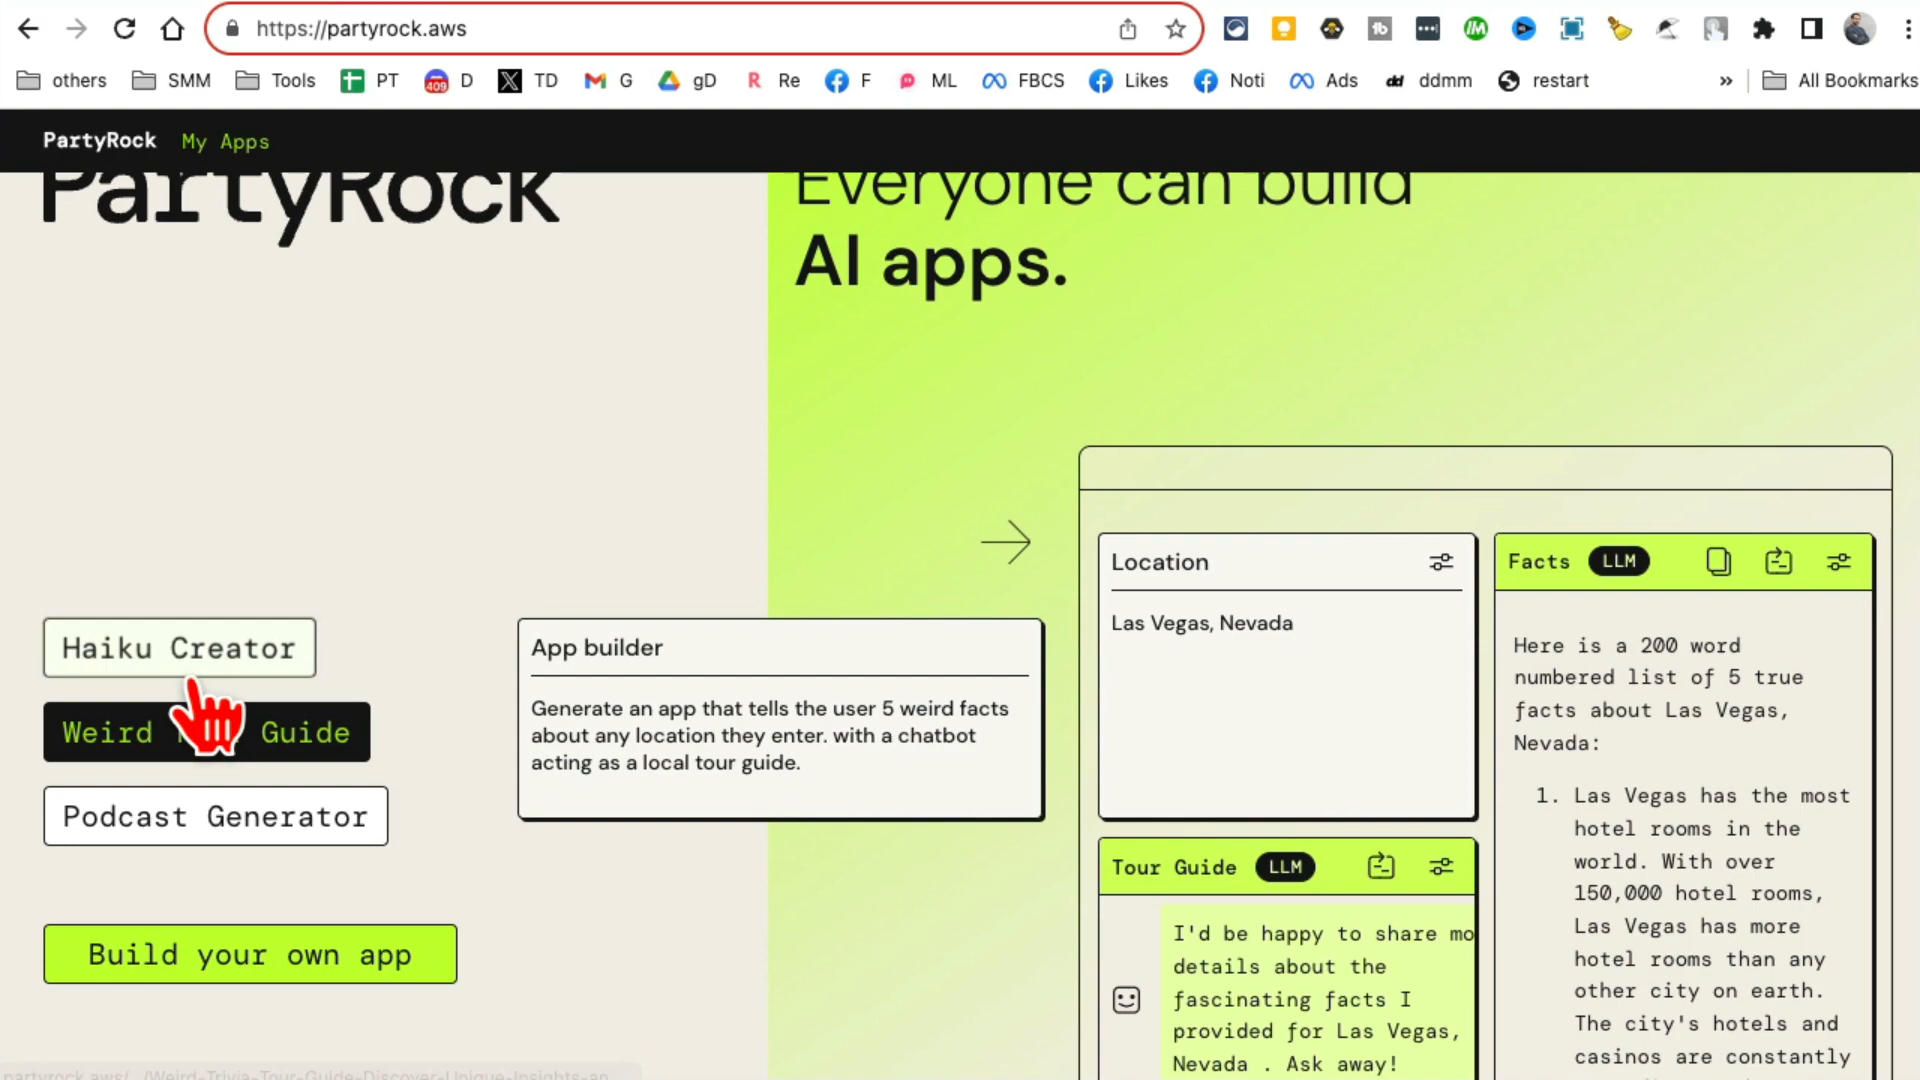 https://partyrock.aws
others SMM Tools PT D TD G gD Re F ML FBCS Likes Noti Ads ddmm restart » All Bookmarks
PartyRock My Apps
PartyRock
Everyone can build
AI apps.
Haiku Creator
Weird Guide
Podcast Generator
Build your own app
App builder
Generate an app that tells the user 5 weird facts
about any location they enter. with a chatbot
acting as a local tour guide.
Location
Las Vegas, Nevada
Tour Guide LLM
I'd be happy to share mo
details about the
fascinating facts I
provided for Las Vegas,
Nevada . Ask away!
Facts LLM
Here is a 200 word
numbered list of 5 true
facts about Las Vegas,
Nevada:
1. Las Vegas has the most
hotel rooms in the
world. With over
150,000 hotel rooms,
Las Vegas has more
hotel rooms than any
other city on earth.
The city's hotels and
casinos are constantly